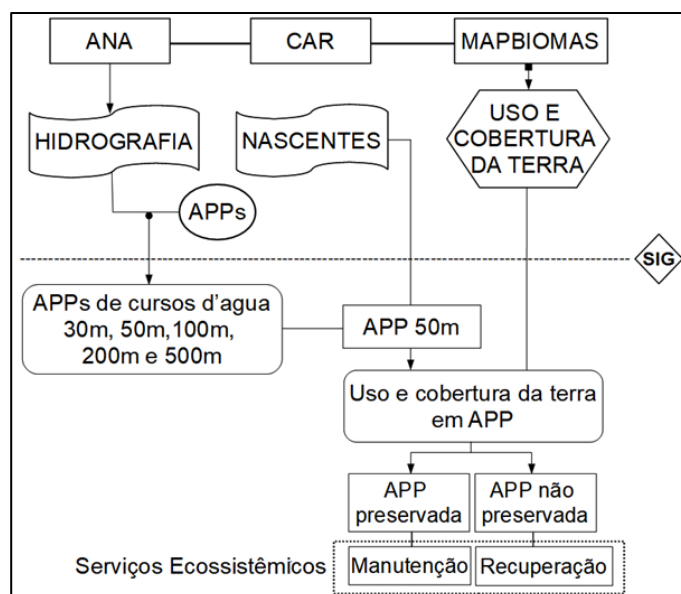 ANA
CAR
MAPBIOMAS
HIDROGRAFIA
NASCENTES
USO E
COBERTURA
DA TERRA
APPs
SIG
APPs de cursos d'agua
30m, 50m,100m,
200m e 500m
APP 50m
Uso e cobertura da terra
em APP
APP
preservada
APP não
preservada
Serviços Ecossistêmicos
Manutenção
Recuperação